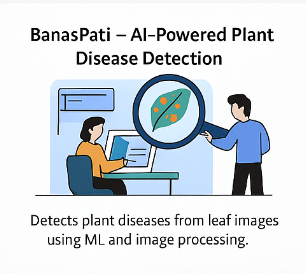 BanasPati – AI-Powered Plant
Disease Detection
Detects plant diseases from leaf images
using ML and image processing.